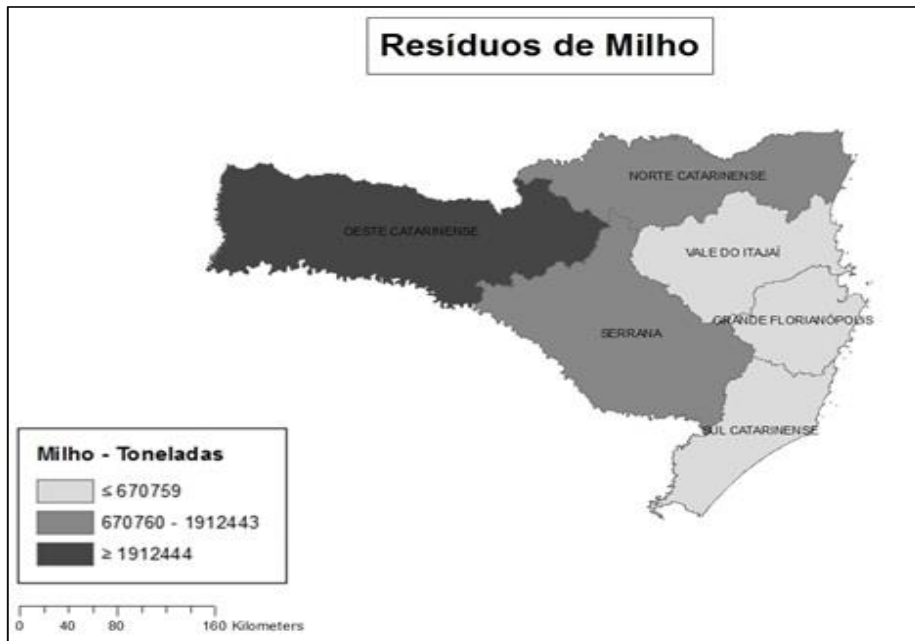 Resíduos de Milho
NORTE CATARINENSE
OESTE CATARINENSE
VALE DO ITAJAÍ
GRANDE FLORIANÓPOLIS
SERRANA
SUL CATARINENSE
Milho - Toneladas
≤ 670759
670760 - 1912443
≥ 1912444
0 40 80 160 Kilometers